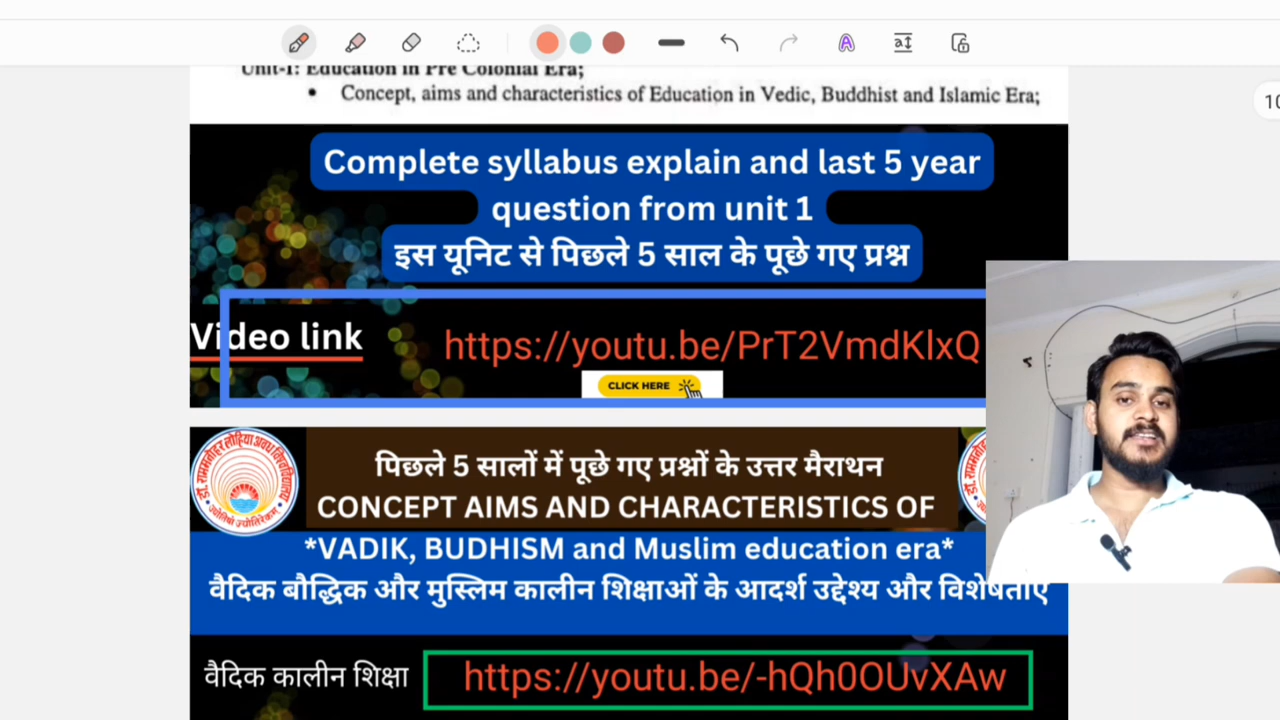 Unit-1: Education in Pre Colonial Era;
• Concept, aims and characteristics of Education in Vedic, Buddhist and Islamic Era;
Complete syllabus explain and last 5 year
question from unit 1
इस यूनिट से पिछले 5 साल के पूछे गए प्रश्न
Video link
https://youtu.be/PrT2VmdKlxQ
CLICK HERE
पिछले 5 सालों में पूछे गए प्रश्नों के उत्तर मैराथन
CONCEPT AIMS AND CHARACTERISTICS OF
*VADIK, BUDHISM and Muslim education era*
वैदिक बौद्धिक और मुस्लिम कालीन शिक्षाओं के आदर्श उद्देश्य और विशेषताएं
वैदिक कालीन शिक्षा
https://youtu.be/-hQh0OUvXAw